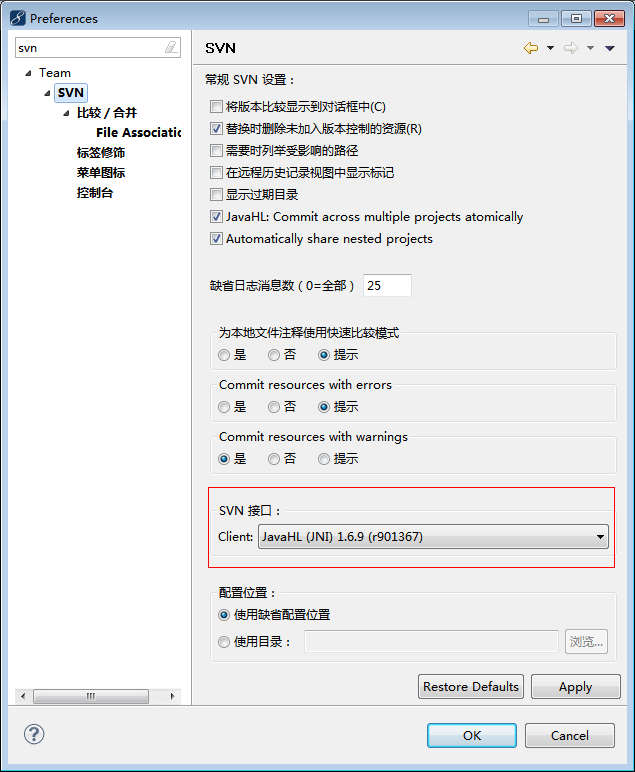 Preferences
svn
Team
SVN
比较 / 合并
File Associatic
标签修饰
菜单图标
控制台
SVN
常规 SVN 设置：
将版本比较显示到对话框中(C)
替换时删除未加入版本控制的资源(R)
需要时列举受影响的路径
在远程历史记录视图中显示标记
显示过期目录
JavaHL: Commit across multiple projects atomically
Automatically share nested projects
缺省日志消息数（0=全部） 25
为本地文件注释使用快速比较模式
是 否 提示
Commit resources with errors
是 否 提示
Commit resources with warnings
是 否 提示
SVN 接口：
Client: JavaHL (JNI) 1.6.9 (r901367)
配置位置：
使用缺省配置位置
使用目录： 浏览...
Restore Defaults Apply
OK Cancel